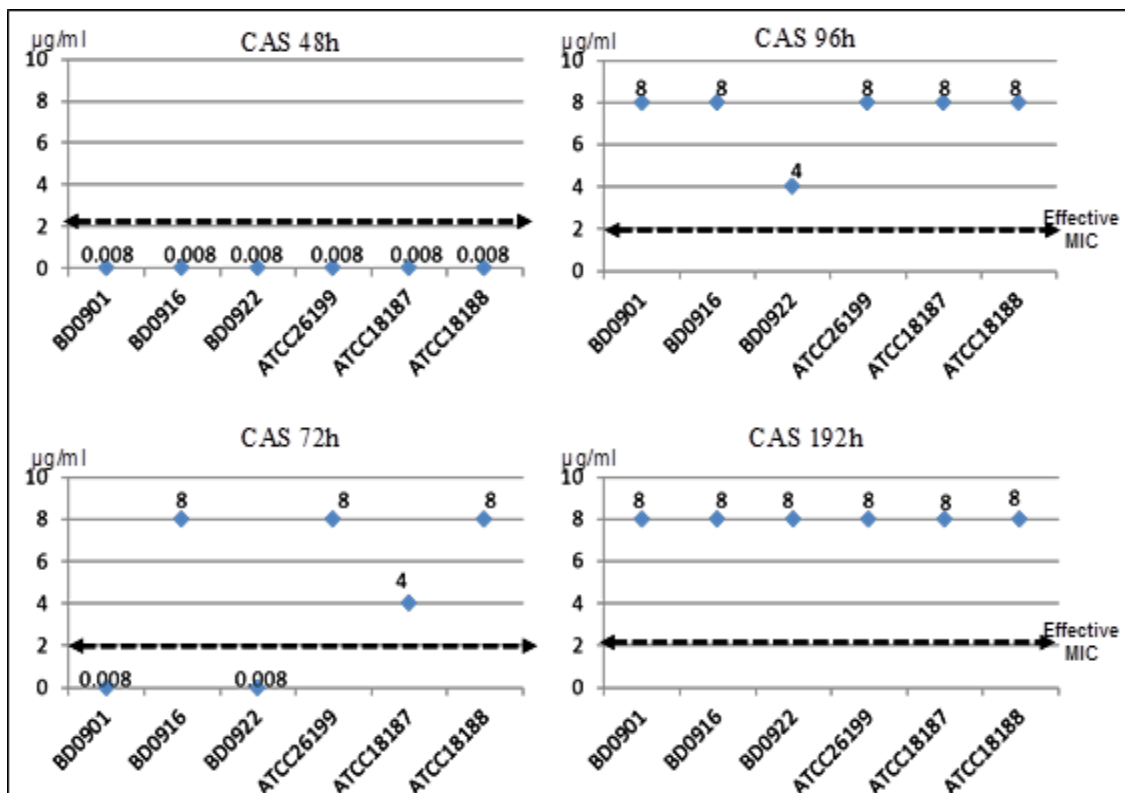 CAS 48h
µg/ml
10
8
6
4
2
0
0.008 0.008 0.008 0.008 0.008 0.008
BD0901 BD0916 BD0922 ATCC26199 ATCC18187 ATCC18188
CAS 96h
µg/ml
10
8
6
4
2
0
8 8 4 8 8 8
Effective
MIC
BD0901 BD0916 BD0922 ATCC26199 ATCC18187 ATCC18188
CAS 72h
µg/ml
10
8
6
4
2
0
0.008 8 0.008 8 4 8
BD0901 BD0916 BD0922 ATCC26199 ATCC18187 ATCC18188
CAS 192h
µg/ml
10
8
6
4
2
0
8 8 8 8 8 8
Effective
MIC
BD0901 BD0916 BD0922 ATCC26199 ATCC18187 ATCC18188